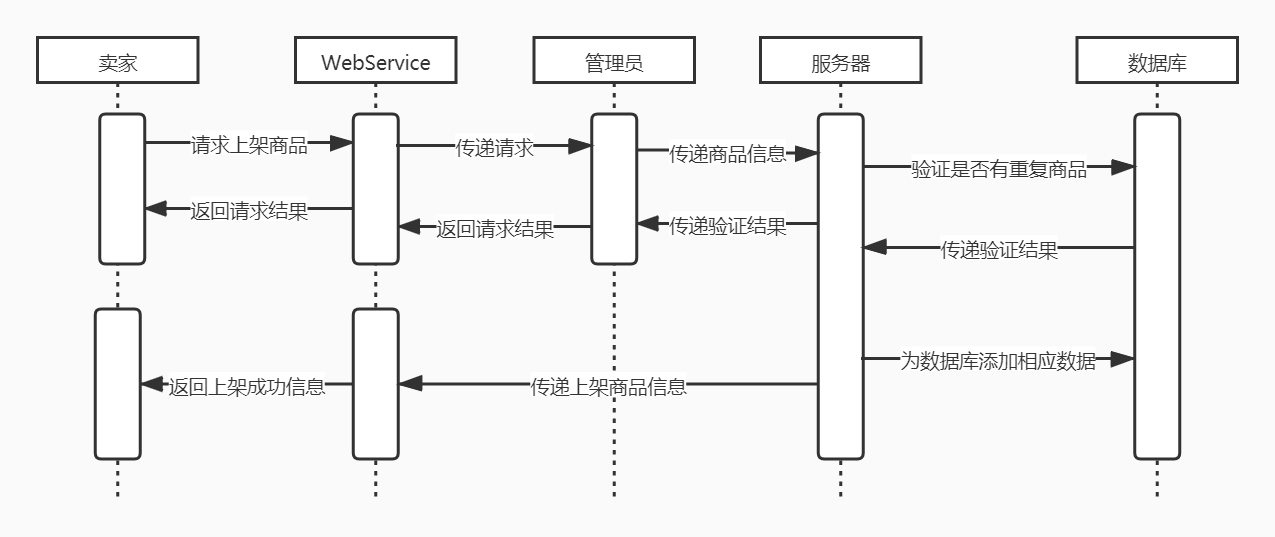 卖家
WebService
管理员
服务器
数据库
请求上架商品
传递请求
传递商品信息
验证是否有重复商品
返回请求结果
返回请求结果
传递验证结果
传递验证结果
为数据库添加相应数据
返回上架成功信息
传递上架商品信息